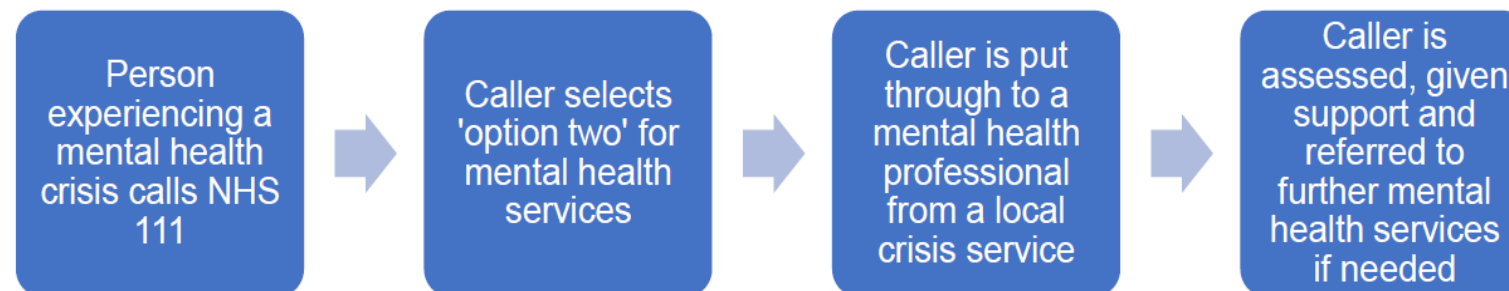 Person
experiencing a
mental health
crisis calls NHS
111
Caller selects
'option two' for
mental health
services
Caller is put
through to a
mental health
professional
from a local
crisis service
Caller is
assessed, given
support and
referred to
further mental
health services
if needed